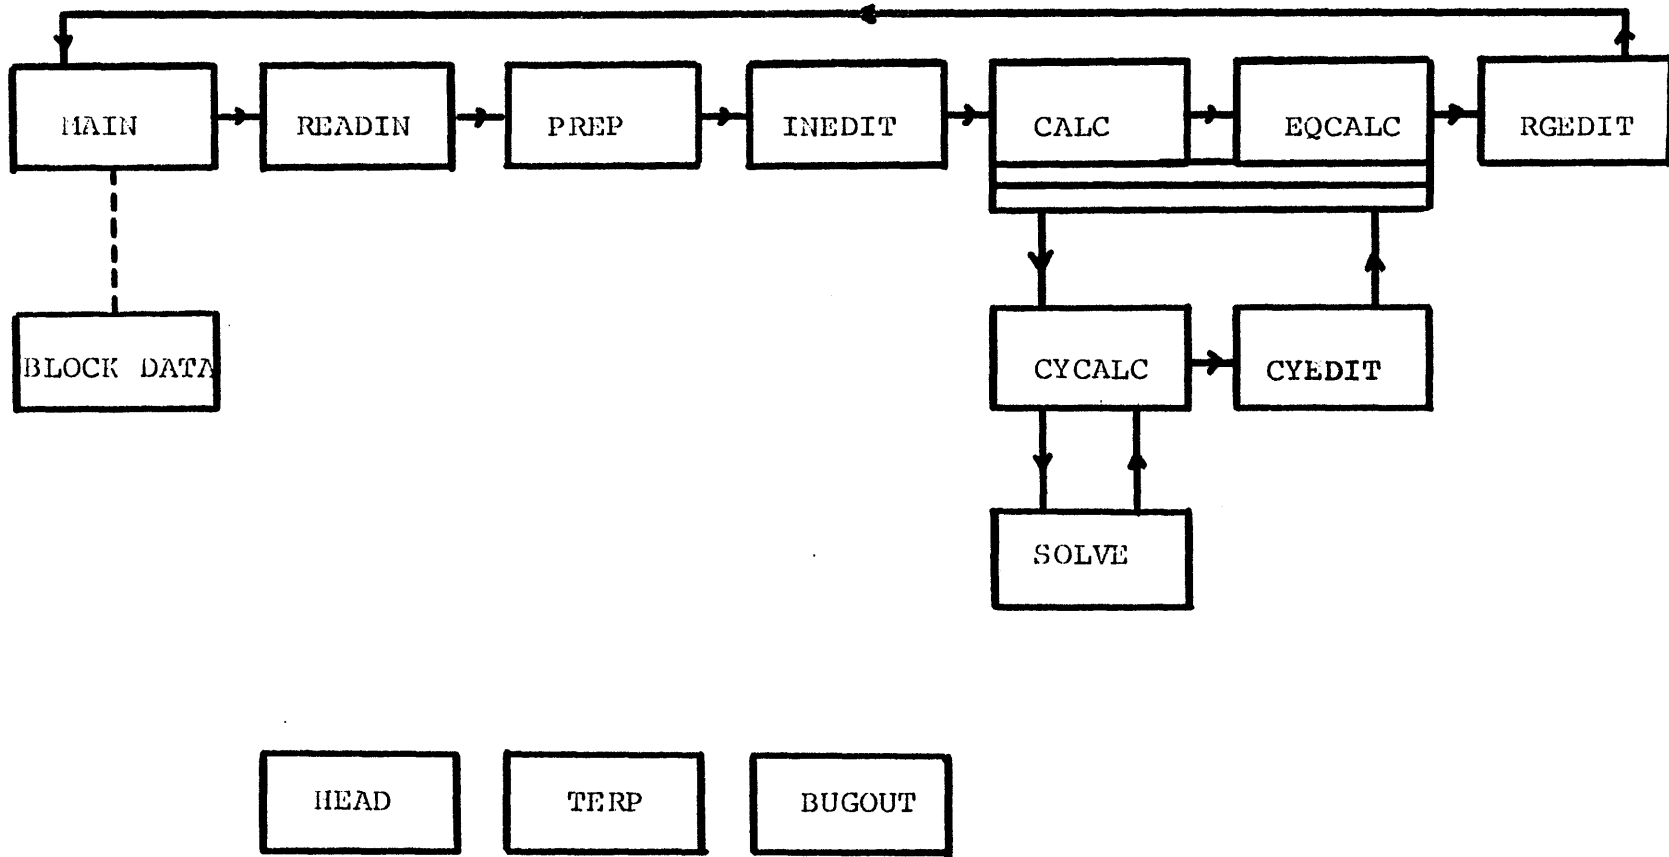 MAIN
READIN
PREP
INEDIT
CALC
EQCALC
RGEDIT
BLOCK DATA
CYCALC
CYEDIT
SOLVE
HEAD
TERP
BUGOUT